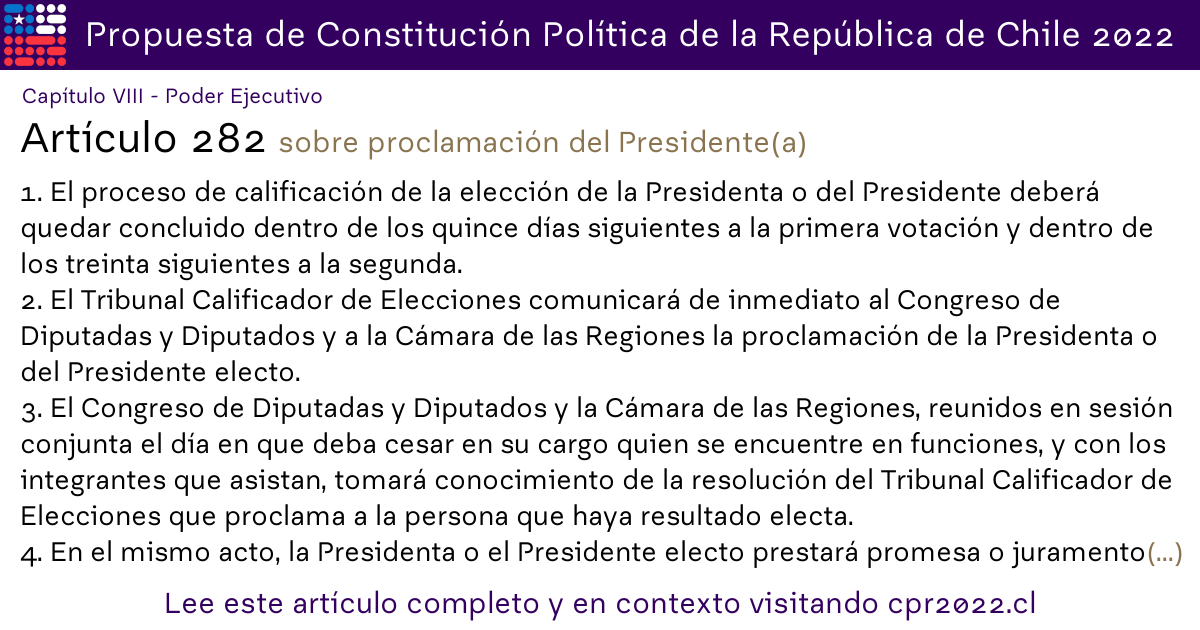 Propuesta de Constitución Política de la República de Chile 2022
Capítulo VIII - Poder Ejecutivo
Artículo 282 sobre proclamación del Presidente(a)
1. El proceso de calificación de la elección de la Presidenta o del Presidente deberá
quedar concluido dentro de los quince días siguientes a la primera votación y dentro de
los treinta siguientes a la segunda.
2. El Tribunal Calificador de Elecciones comunicará de inmediato al Congreso de
Diputadas y Diputados y a la Cámara de las Regiones la proclamación de la Presidenta o
del Presidente electo.
3. El Congreso de Diputadas y Diputados y la Cámara de las Regiones, reunidos en sesión
conjunta el día en que deba cesar en su cargo quien se encuentre en funciones, y con los
integrantes que asistan, tomará conocimiento de la resolución del Tribunal Calificador de
Elecciones que proclama a la persona que haya resultado electa.
4. En el mismo acto, la Presidenta o el Presidente electo prestará promesa o juramento(...)
Lee este artículo completo y en contexto visitando cpr2022.cl